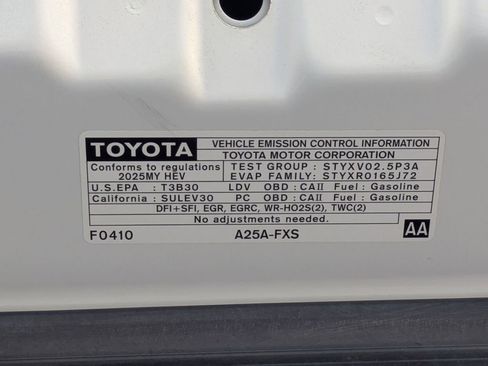 TOYOTA VEHICLE EMISSION CONTROL INFORMATION
TOYOTA MOTOR CORPORATION
Conforms to regulations TEST GROUP : STYXV02.5P3A
2025MY HEV EVAP FAMILY: STYXR0165J72
U.S.EPA : T3B30 LDV OBD : CAII Fuel : Gasoline
California : SULEV30 PC OBD : CAII Fuel : Gasoline
DFI+SFI, EGR, EGRC, WR-HO2S(2), TWC(2)
No adjustments needed.
F0410 A25A-FXS AA